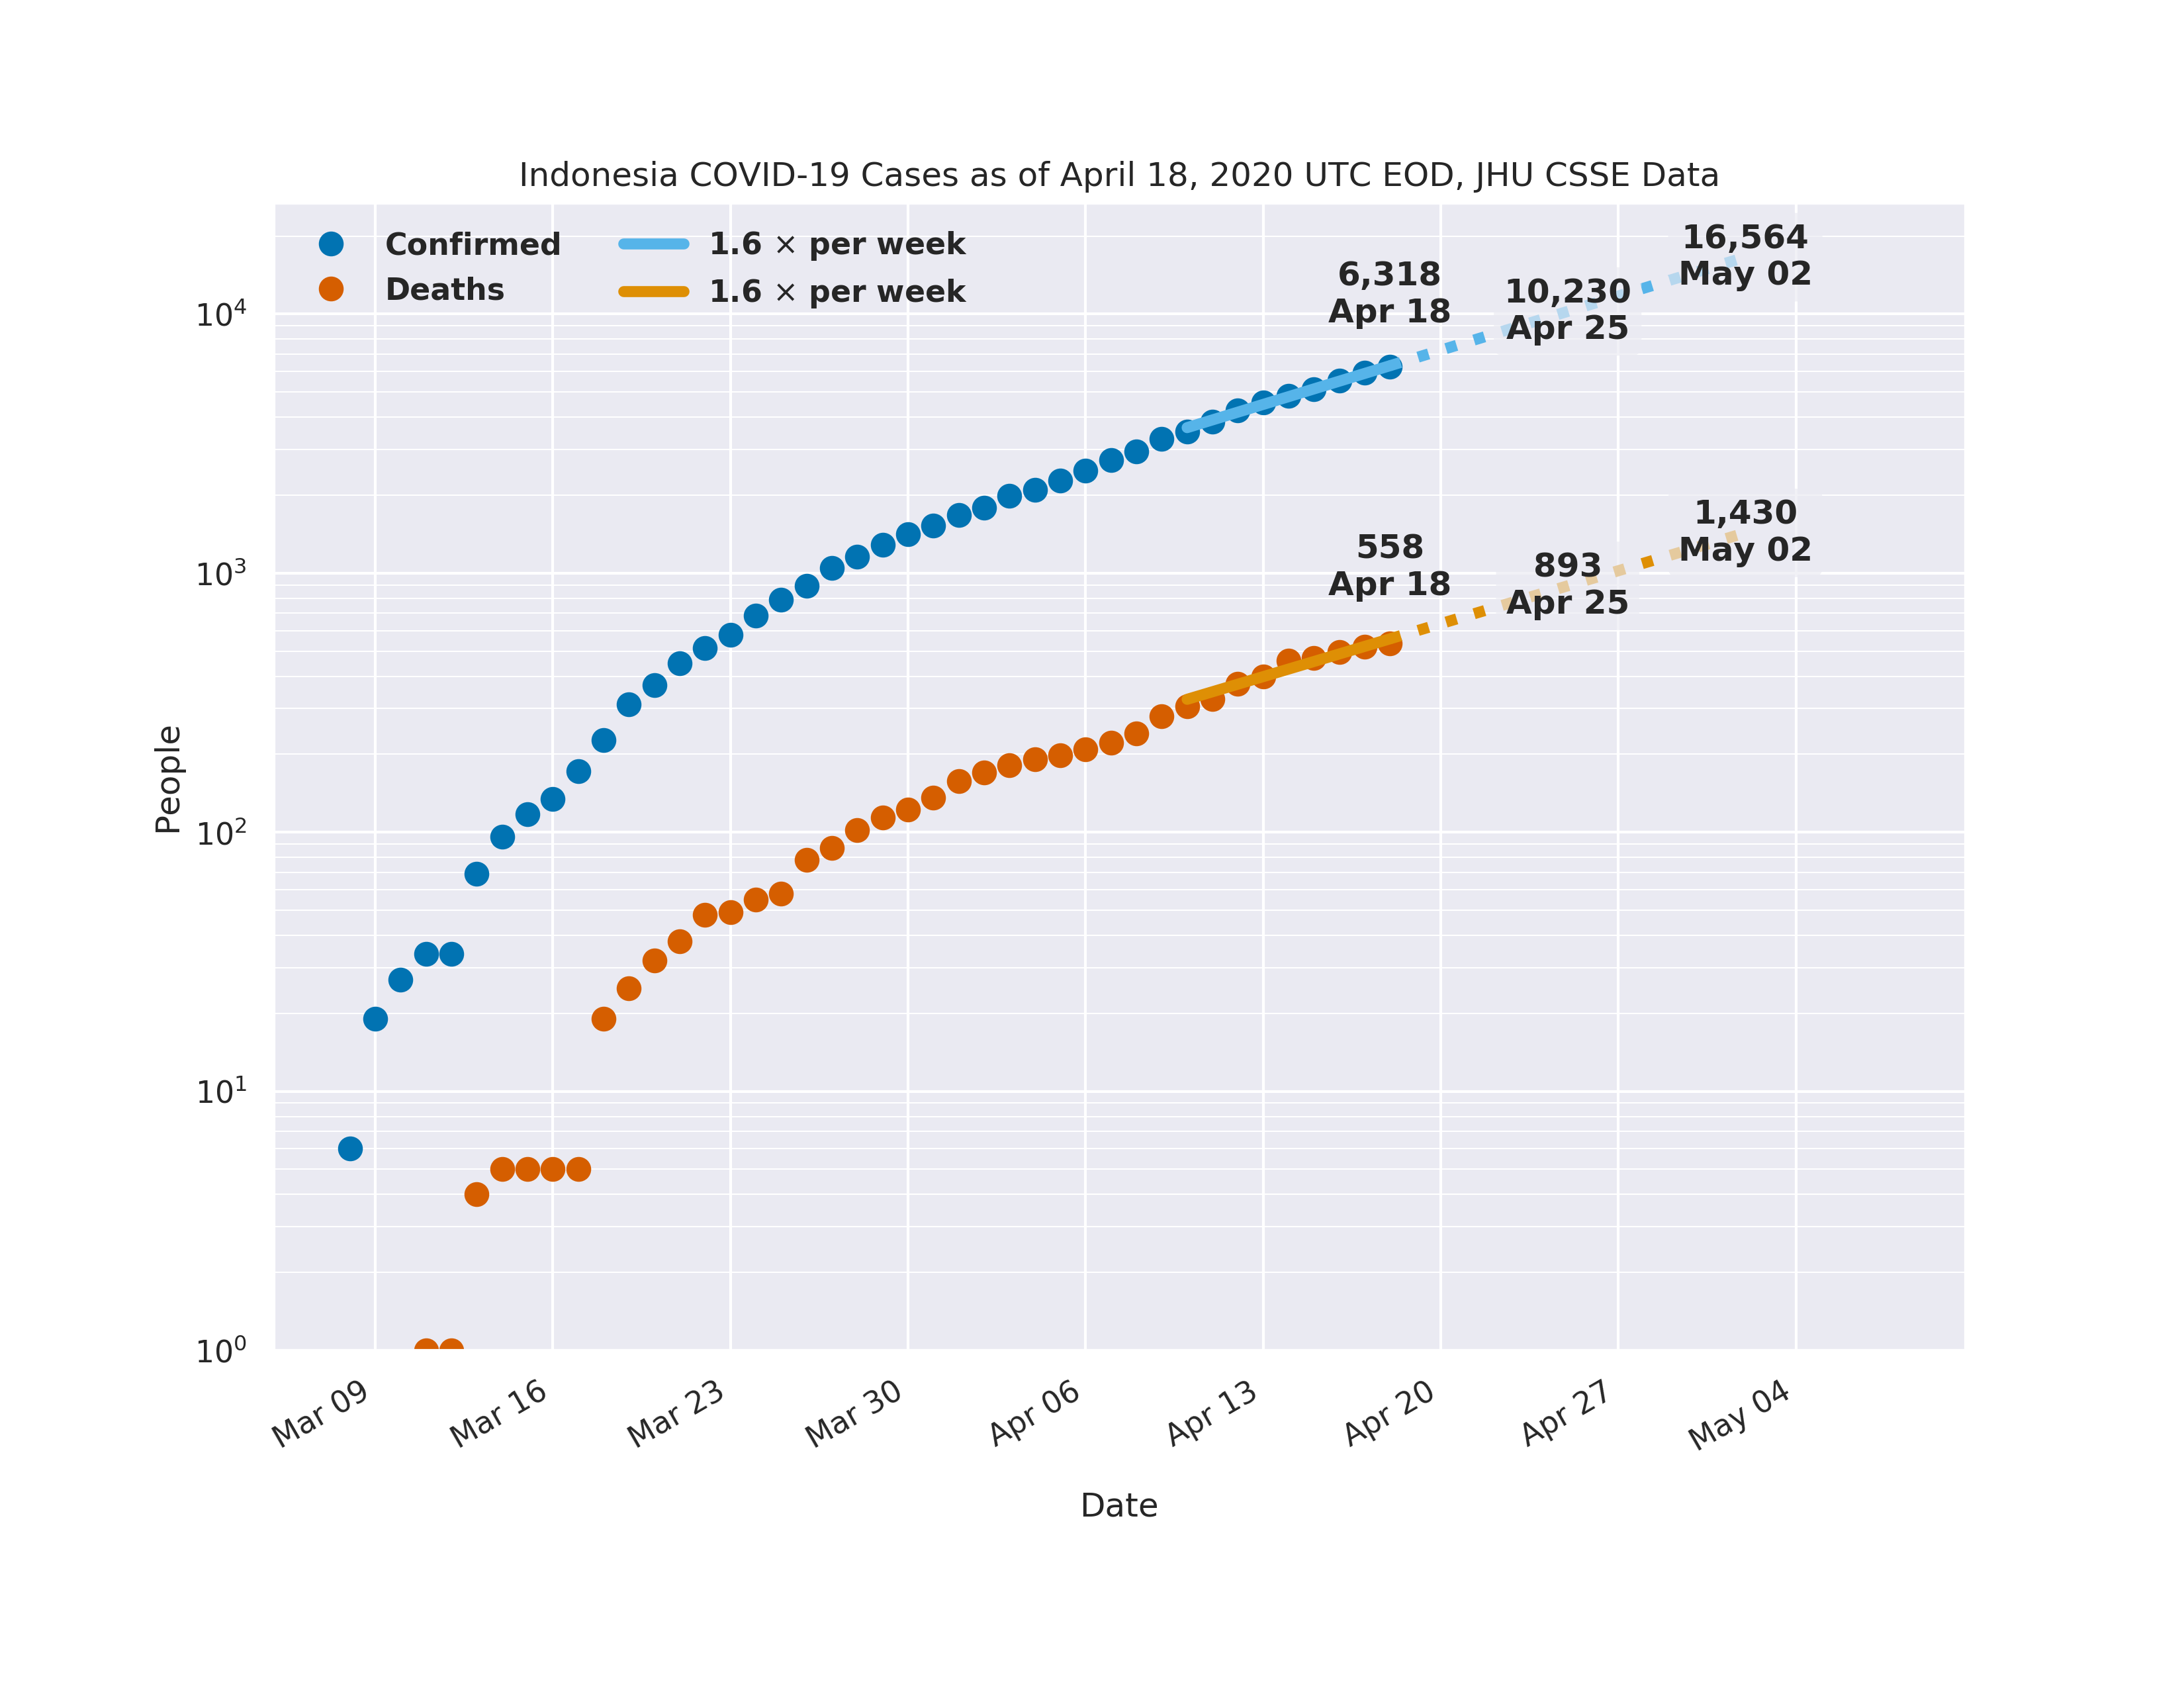 Indonesia COVID-19 Cases as of April 18, 2020 UTC EOD, JHU CSSE Data
Confirmed
Deaths
1.6 × per week
1.6 × per week
6,318
Apr 18
10,230
Apr 25
16,564
May 02
558
Apr 18
893
Apr 25
1,430
May 02
People
10⁴
10³
10²
10¹
10⁰
Mar 09
Mar 16
Mar 23
Mar 30
Apr 06
Apr 13
Apr 20
Apr 27
May 04
Date